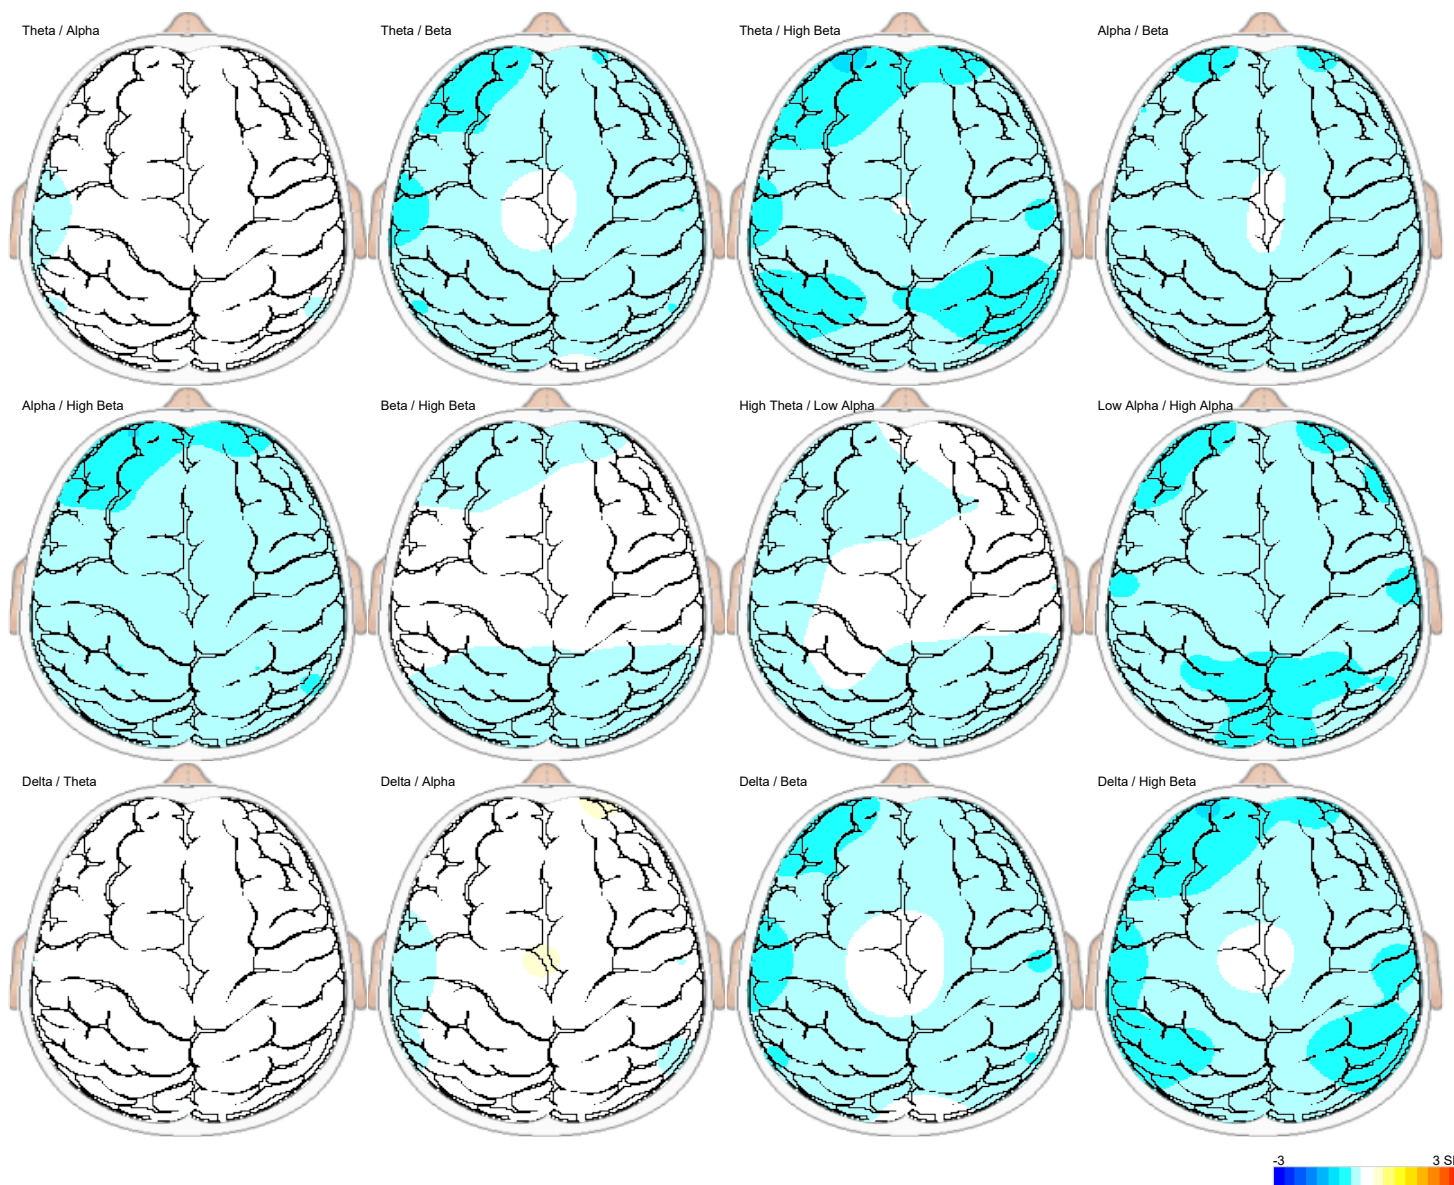 Theta / Alpha
Theta / Beta
Theta / High Beta
Alpha / Beta
Alpha / High Beta
Beta / High Beta
High Theta / Low Alpha
Low Alpha / High Alpha
Delta / Theta
Delta / Alpha
Delta / Beta
Delta / High Beta
-3
3 S